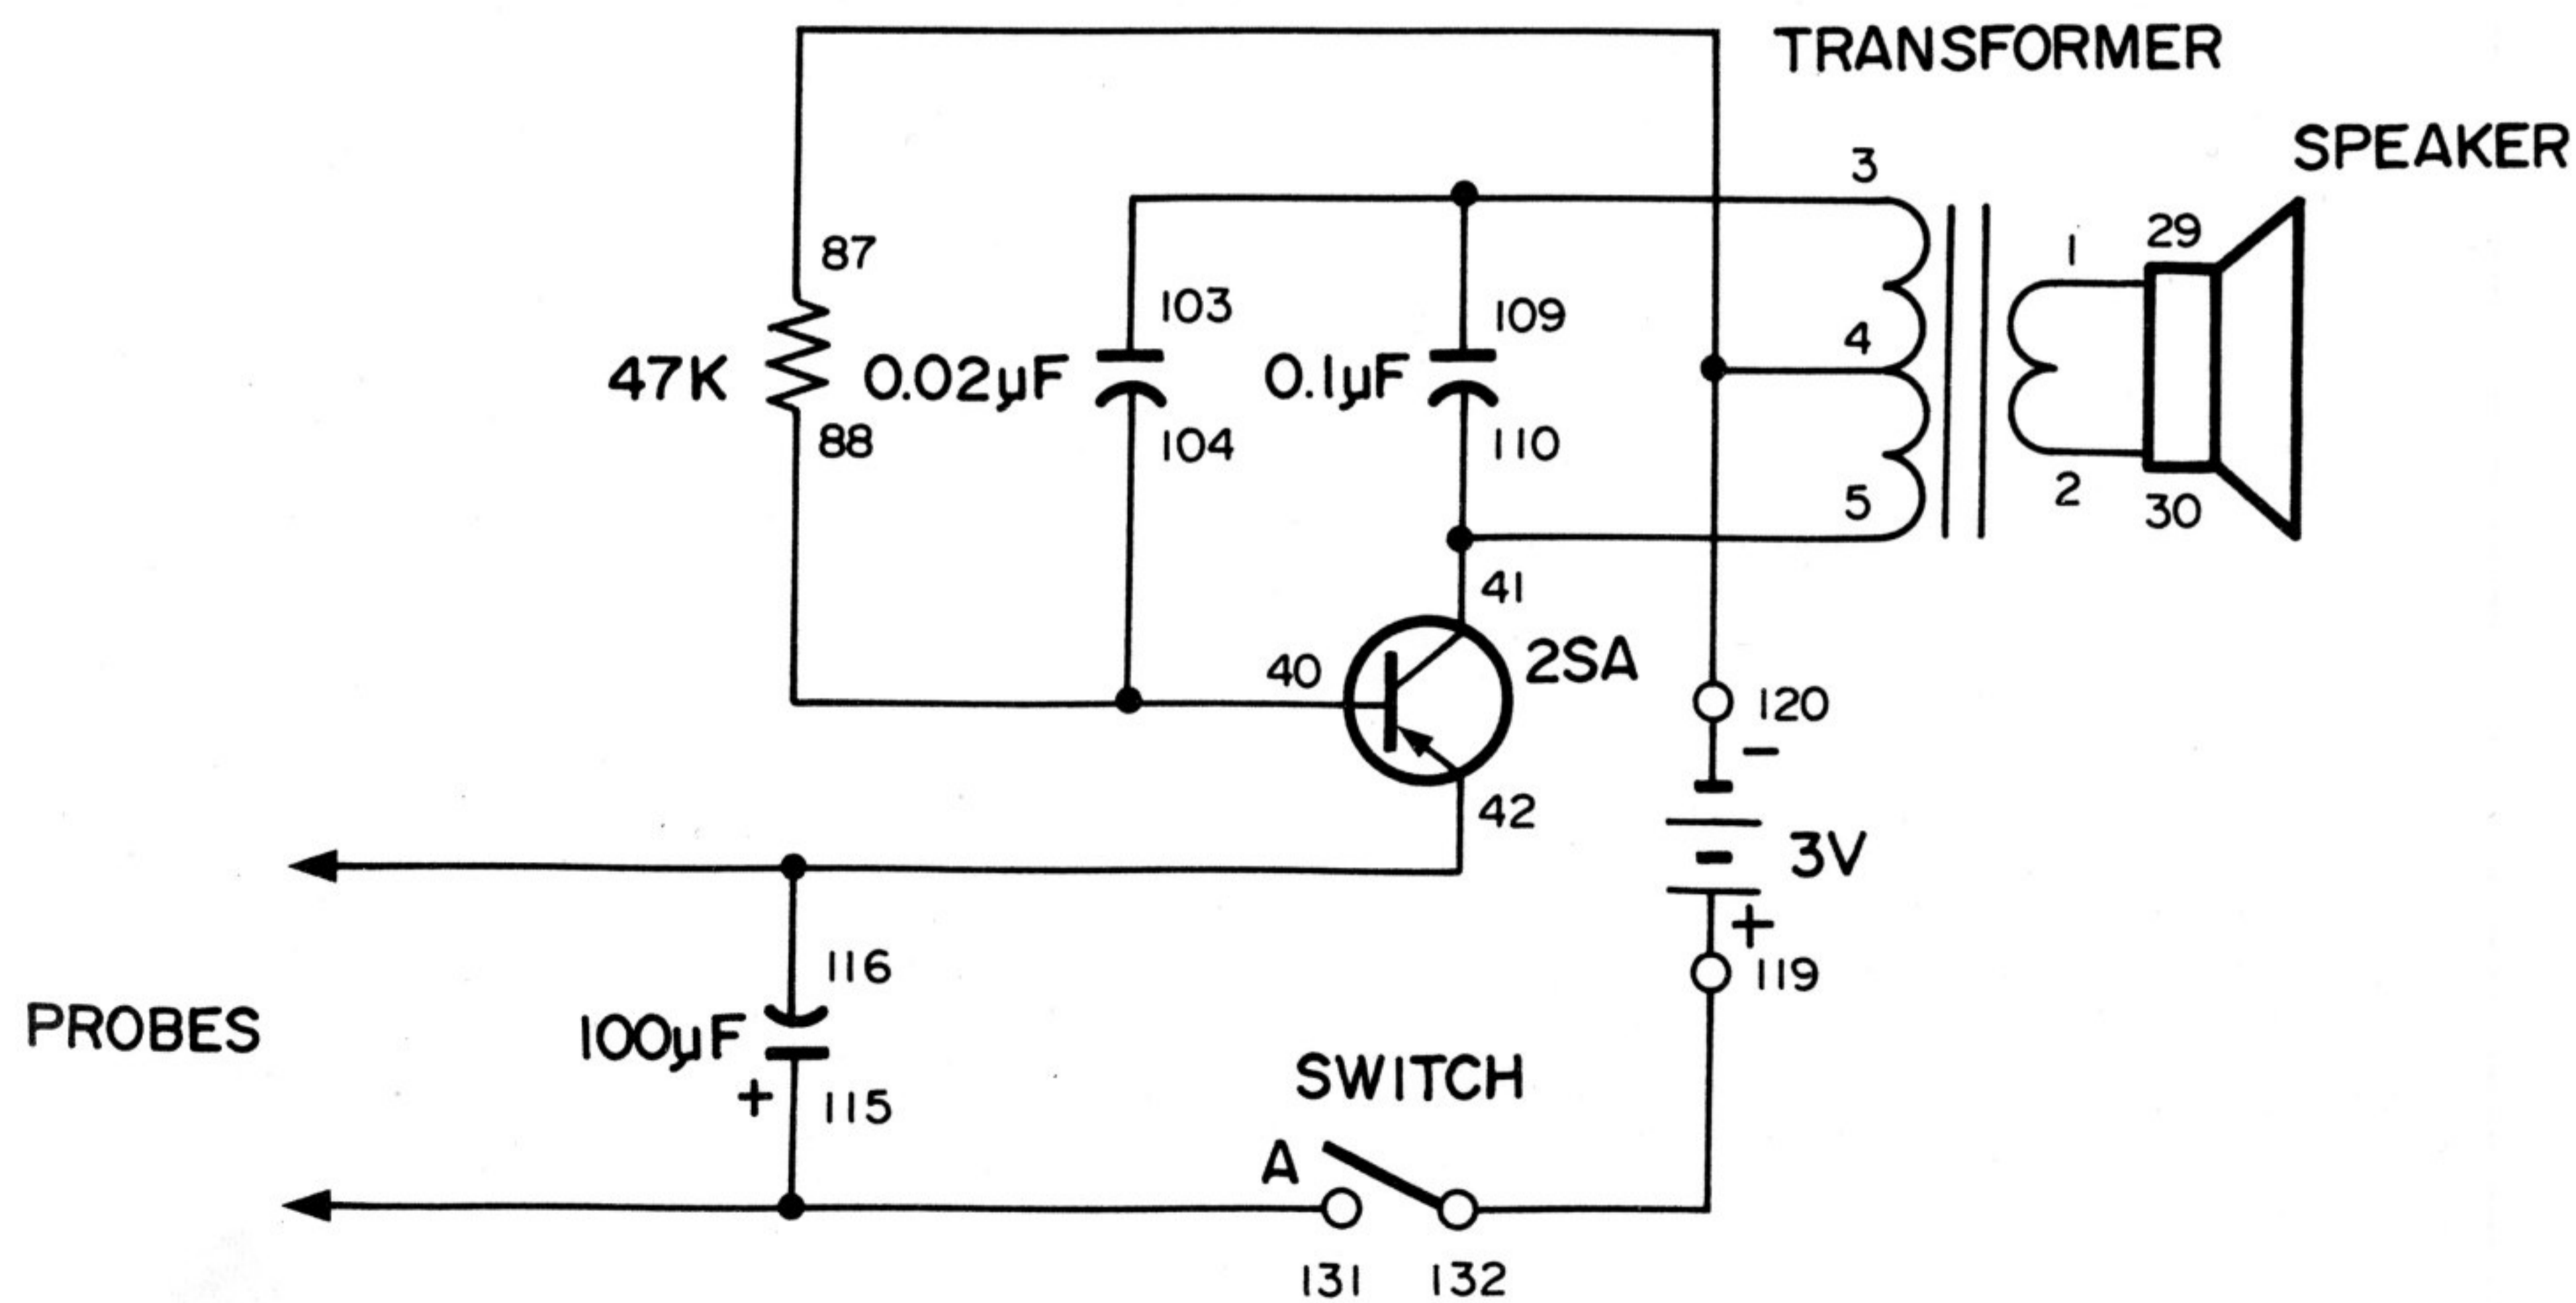 TRANSFORMER
SPEAKER
3
29
1
87
103
109
4
47K
0.02µF
0.1µF
88
104
110
5
2
30
41
40
2SA
120
−
42
3V
+
116
119
PROBES
100µF
SWITCH
+
115
A
131
132